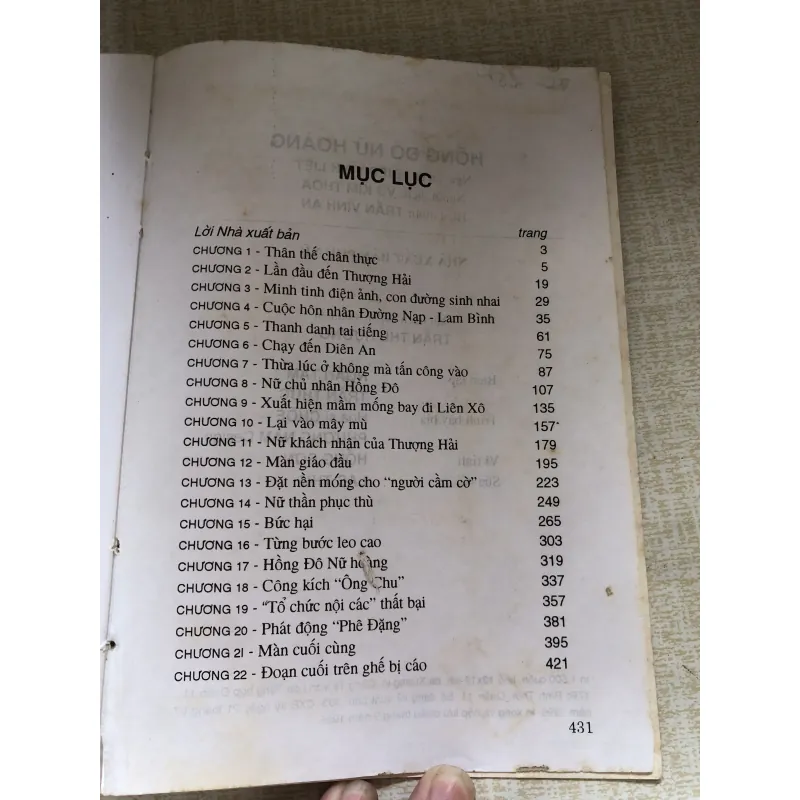 MỤC LỤC
Lời Nhà xuất bản trang
3
CHƯƠNG 1 - Thân thế chân thực 5
CHƯƠNG 2 - Lần đầu đến Thượng Hải 19
CHƯƠNG 3 - Minh tinh điện ảnh, con đường sinh nhai 29
CHƯƠNG 4 - Cuộc hôn nhân Đường Nạp - Lam Bình 35
CHƯƠNG 5 - Thanh danh tai tiếng 61
CHƯƠNG 6 - Chạy đến Diên An 75
CHƯƠNG 7 - Thừa lúc ở không mà tấn công vào 87
CHƯƠNG 8 - Nữ chủ nhân Hồng Đô 107
CHƯƠNG 9 - Xuất hiện mầm mống bay đi Liên Xô 135
CHƯƠNG 10 - Lại vào mây mù 157
CHƯƠNG 11 - Nữ khách nhận của Thượng Hải 179
CHƯƠNG 12 - Màn giáo đầu 195
CHƯƠNG 13 - Đặt nền móng cho “người cầm cờ” 223
CHƯƠNG 14 - Nữ thần phục thù 249
CHƯƠNG 15 - Bức hại 265
CHƯƠNG 16 - Từng bước leo cao 303
CHƯƠNG 17 - Hồng Đô Nữ hoàng 319
CHƯƠNG 18 - Công kích “Ông Chu” 337
CHƯƠNG 19 - “Tổ chức nội các” thất bại 357
CHƯƠNG 20 - Phát động “Phê Đặng” 381
CHƯƠNG 2I - Màn cuối cùng 395
CHƯƠNG 22 - Đoạn cuối trên ghế bị cáo 421
431